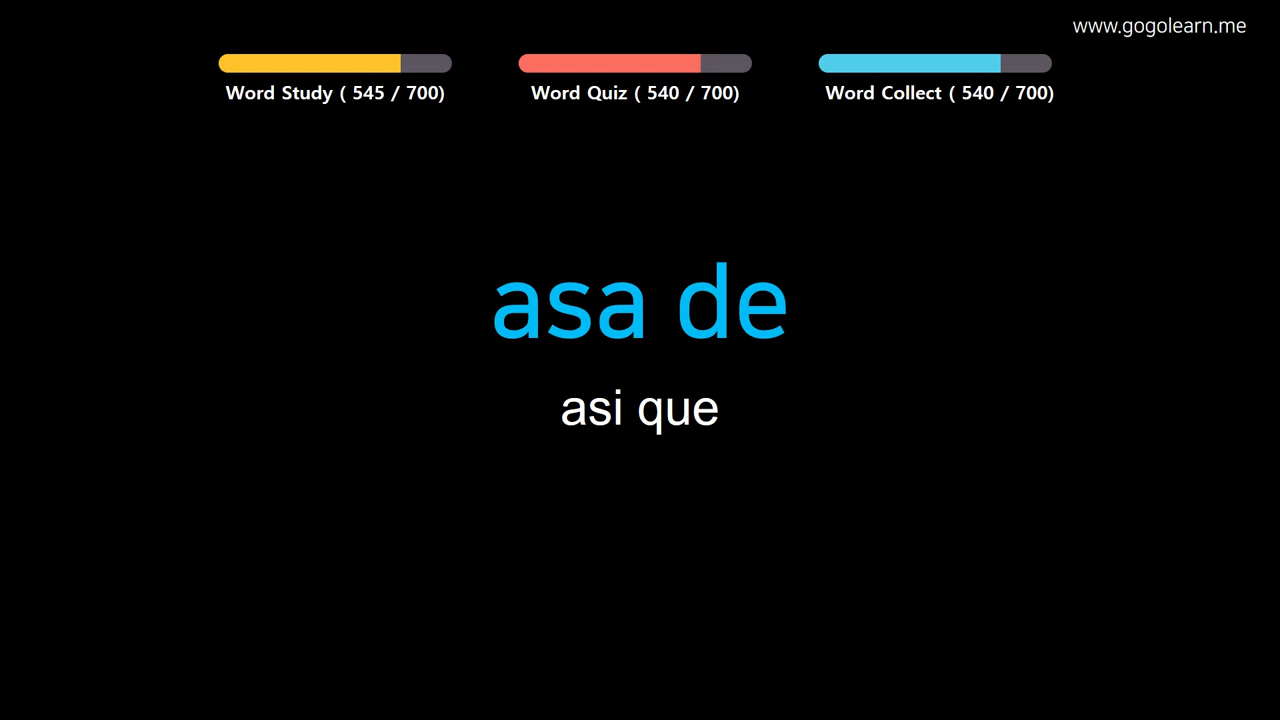 www.gogolearn.me
Word Study ( 545 / 700)
Word Quiz ( 540 / 700)
Word Collect ( 540 / 700)
asa de
asi que